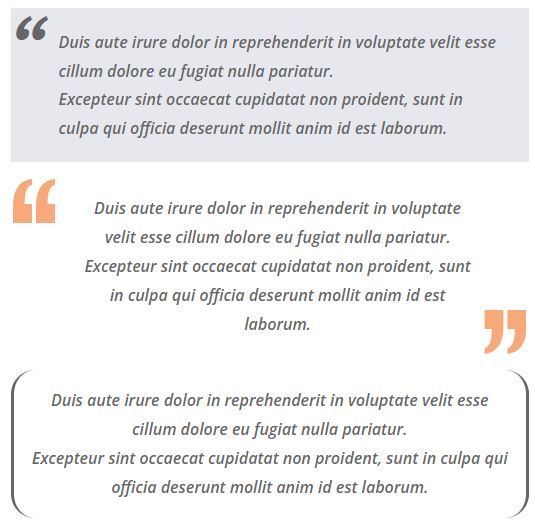 “
Duis aute irure dolor in reprehenderit in voluptate velit esse
cillum dolore eu fugiat nulla pariatur.
Excepteur sint occaecat cupidatat non proident, sunt in
culpa qui officia deserunt mollit anim id est laborum.
“
Duis aute irure dolor in reprehenderit in voluptate
velit esse cillum dolore eu fugiat nulla pariatur.
Excepteur sint occaecat cupidatat non proident, sunt
in culpa qui officia deserunt mollit anim id est
laborum.
”
Duis aute irure dolor in reprehenderit in voluptate velit esse
cillum dolore eu fugiat nulla pariatur.
Excepteur sint occaecat cupidatat non proident, sunt in culpa qui
officia deserunt mollit anim id est laborum.